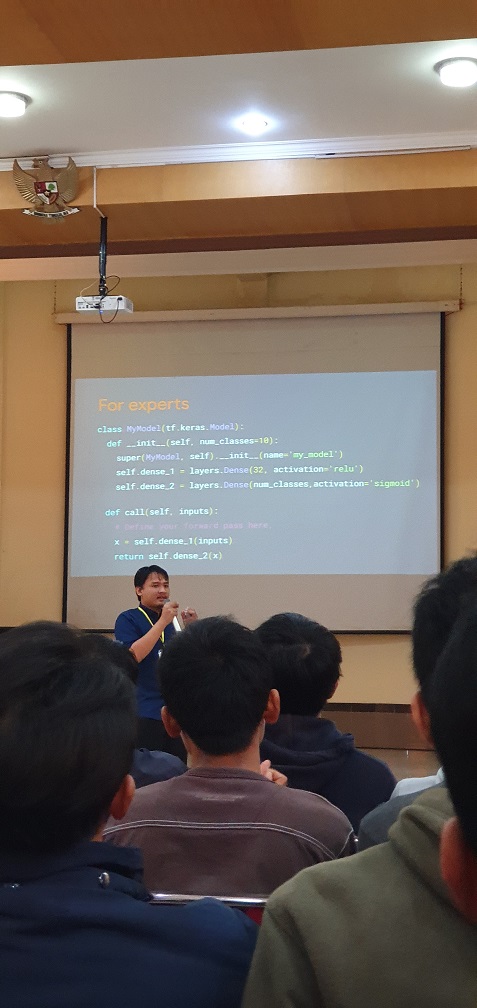 For experts
class MyModel(tf.keras.Model):
def __init__(self, num_classes=10):
super(MyModel, self).__init__(name='my_model')
self.dense_1 = layers.Dense(32, activation='relu')
self.dense_2 = layers.Dense(num_classes,activation='sigmoid')
def call(self, inputs):
# Define your forward pass here,
x = self.dense_1(inputs)
return self.dense_2(x)